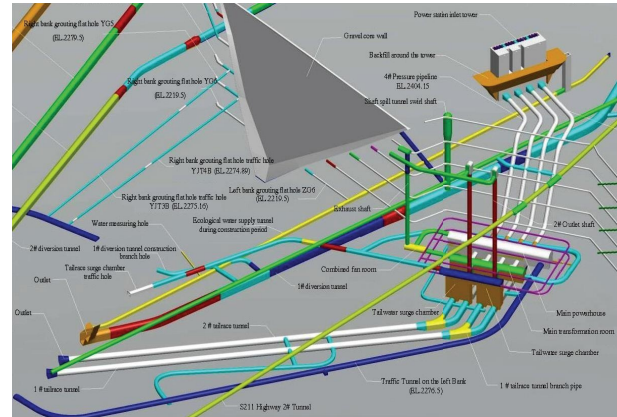 Power station inlet tower
Right bank grouting flat hole YG5
(EL.2279.5)
Gravel core wall
Backfill around the tower
Right bank grouting flat hole YG6
(EL.2219.5)
4# Pressure pipeline
EL.2404.15
Shaft spill tunnel swirl shaft
Right bank grouting flat hole traffic hole
YJT4B (EL.2274.89)
Left bank grouting flat hole ZG6
(EL.2219.5)
Right bank grouting flat hole traffic hole
YJT3B (EL.2275.16)
Exhaust shaft
Ecological water supply tunnel
during construction period
Water measuring hole
2# diversion tunnel
1# diversion tunnel construction
branch hole
2# Outlet shaft
Tailrace surge chamber
traffic hole
Combined fan room
1# diversion tunnel
Outlet
Main powerhouse
Tailwater surge chamber
Outlet
2 # tailrace tunnel
Main transformation room
Tailwater surge chamber
1 # tailrace tunnel
Traffic Tunnel on the left Bank
(EL.2276.5)
1 # tailrace tunnel branch pipe
S211 Highway 2# Tunnel